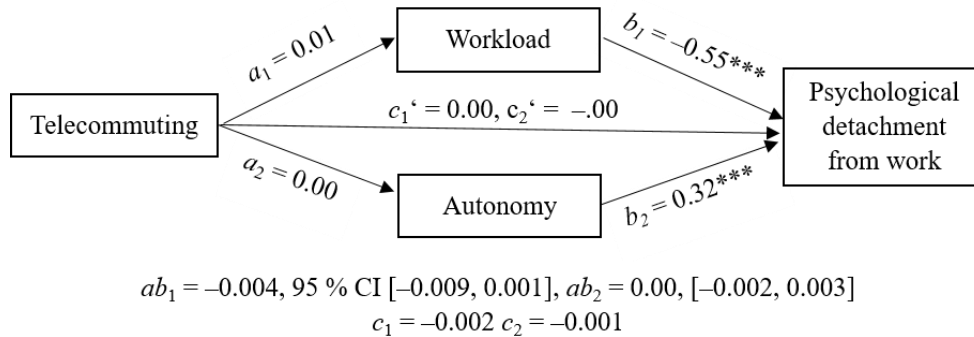 Workload
a₁ = 0.01
b₁ = –0.55***
Telecommuting
c₁‘ = 0.00, c₂‘ = –.00
Psychological
detachment
from work
a₂ = 0.00
Autonomy
b₂ = 0.32***
ab₁ = –0.004, 95 % CI [–0.009, 0.001], ab₂ = 0.00, [–0.002, 0.003]
c₁ = –0.002 c₂ = –0.001